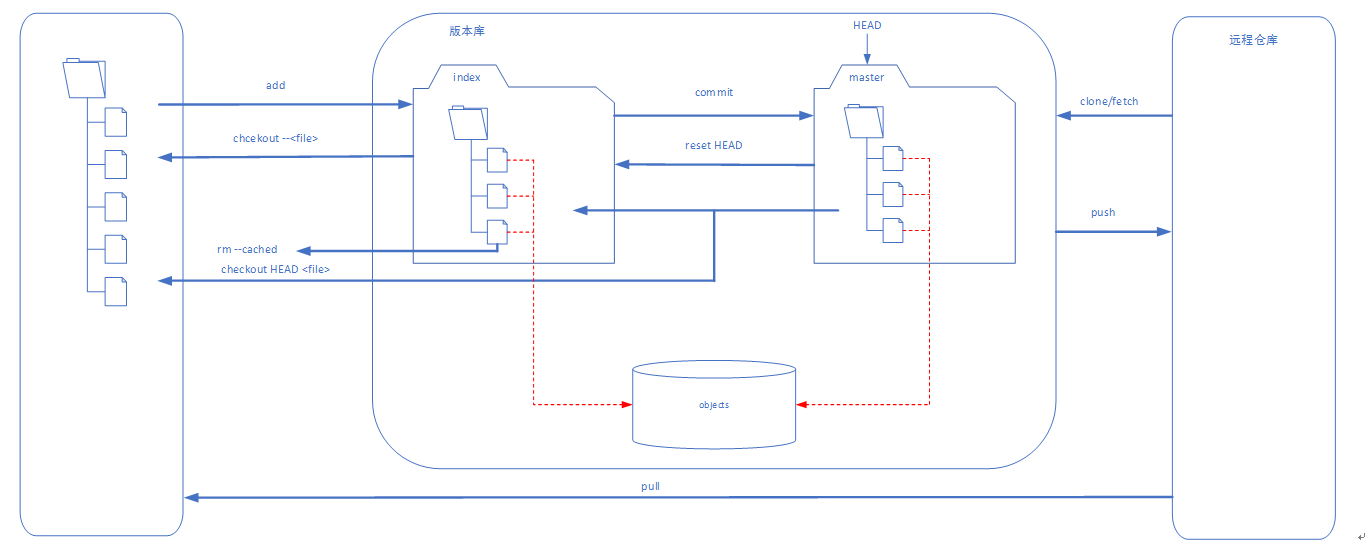 版本库
HEAD
远程仓库
index
master
add
commit
clone/fetch
chcekout --<file>
reset HEAD
push
rm --cached
checkout HEAD <file>
objects
pull